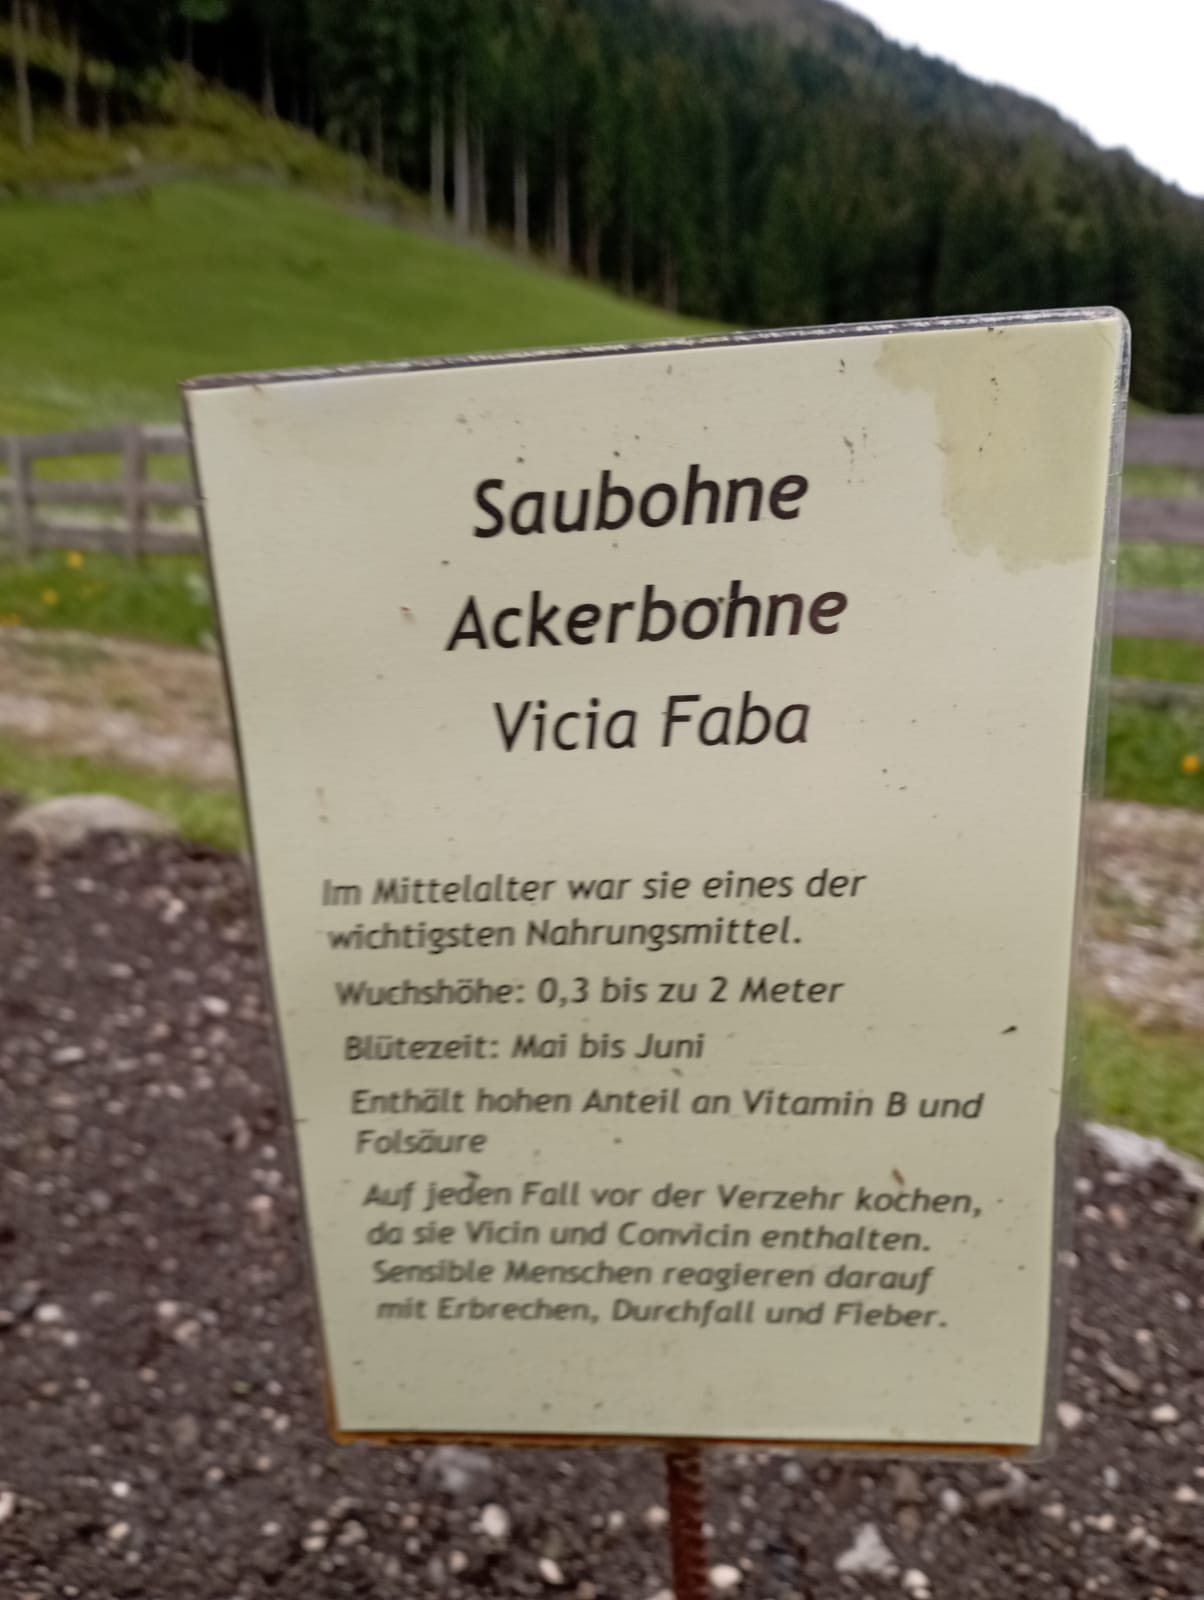 Saubohne
Ackerbohne
Vicia Faba
Im Mittelalter war sie eines der
wichtigsten Nahrungsmittel.
Wuchshöhe: 0,3 bis zu 2 Meter
Blütezeit: Mai bis Juni
Enthält hohen Anteil an Vitamin B und
Folsäure
Auf jeden Fall vor der Verzehr kochen,
da sie Vicin und Convicin enthalten.
Sensible Menschen reagieren darauf
mit Erbrechen, Durchfall und Fieber.